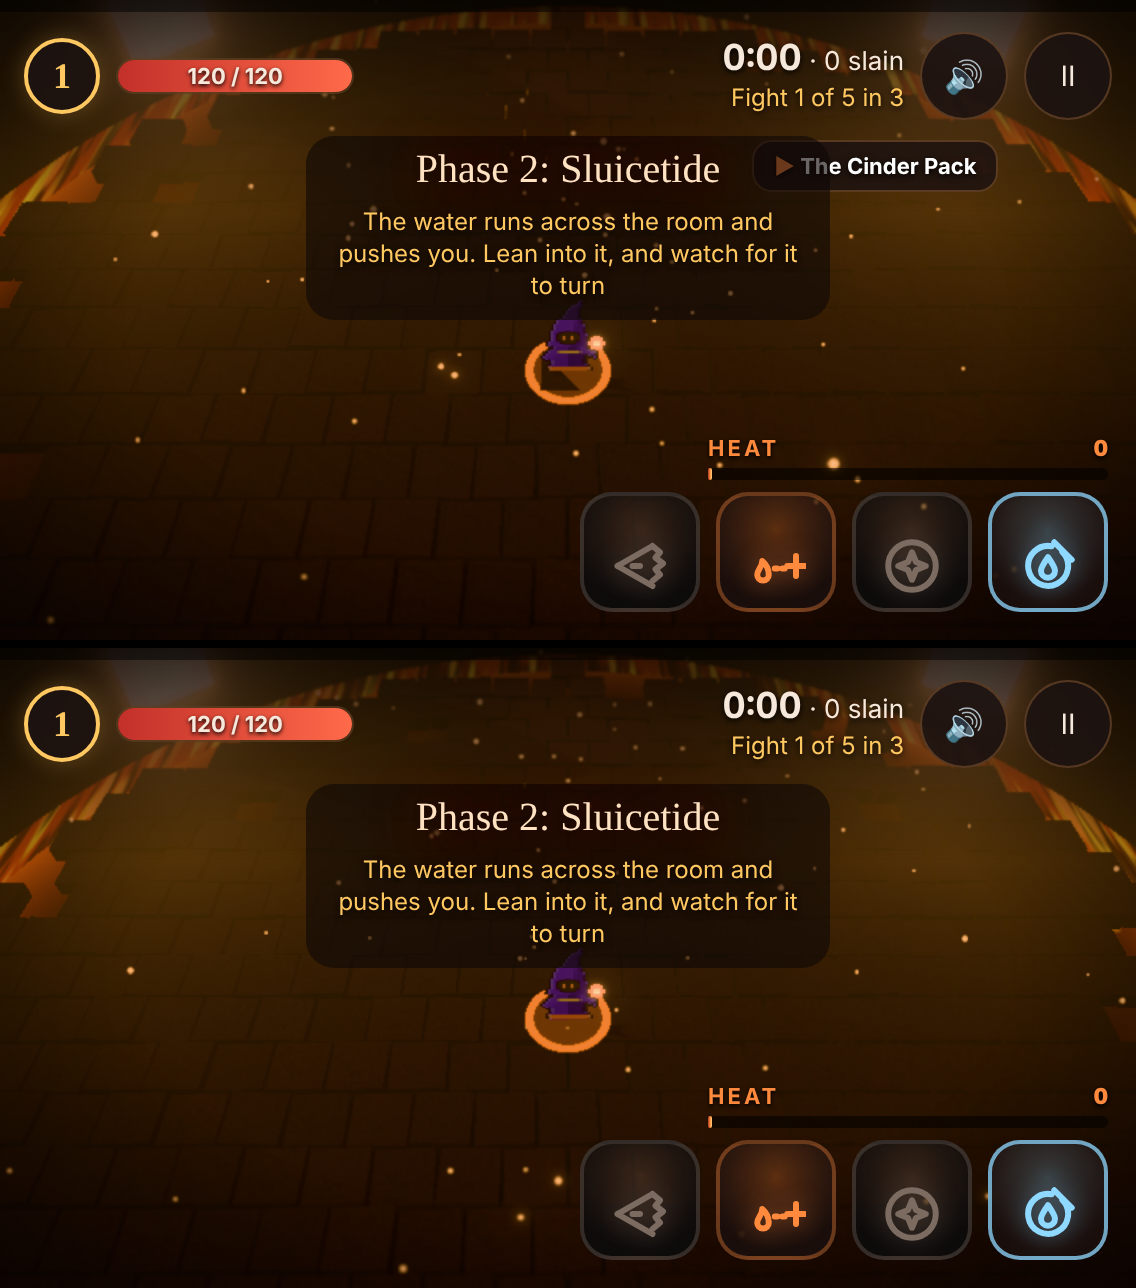 1
120 / 120
0:00 · 0 slain
Fight 1 of 5 in 3
Phase 2: Sluicetide
The Cinder Pack
The water runs across the room and
pushes you. Lean into it, and watch for it
to turn
HEAT 0
1
120 / 120
0:00 · 0 slain
Fight 1 of 5 in 3
Phase 2: Sluicetide
The water runs across the room and
pushes you. Lean into it, and watch for it
to turn
HEAT 0